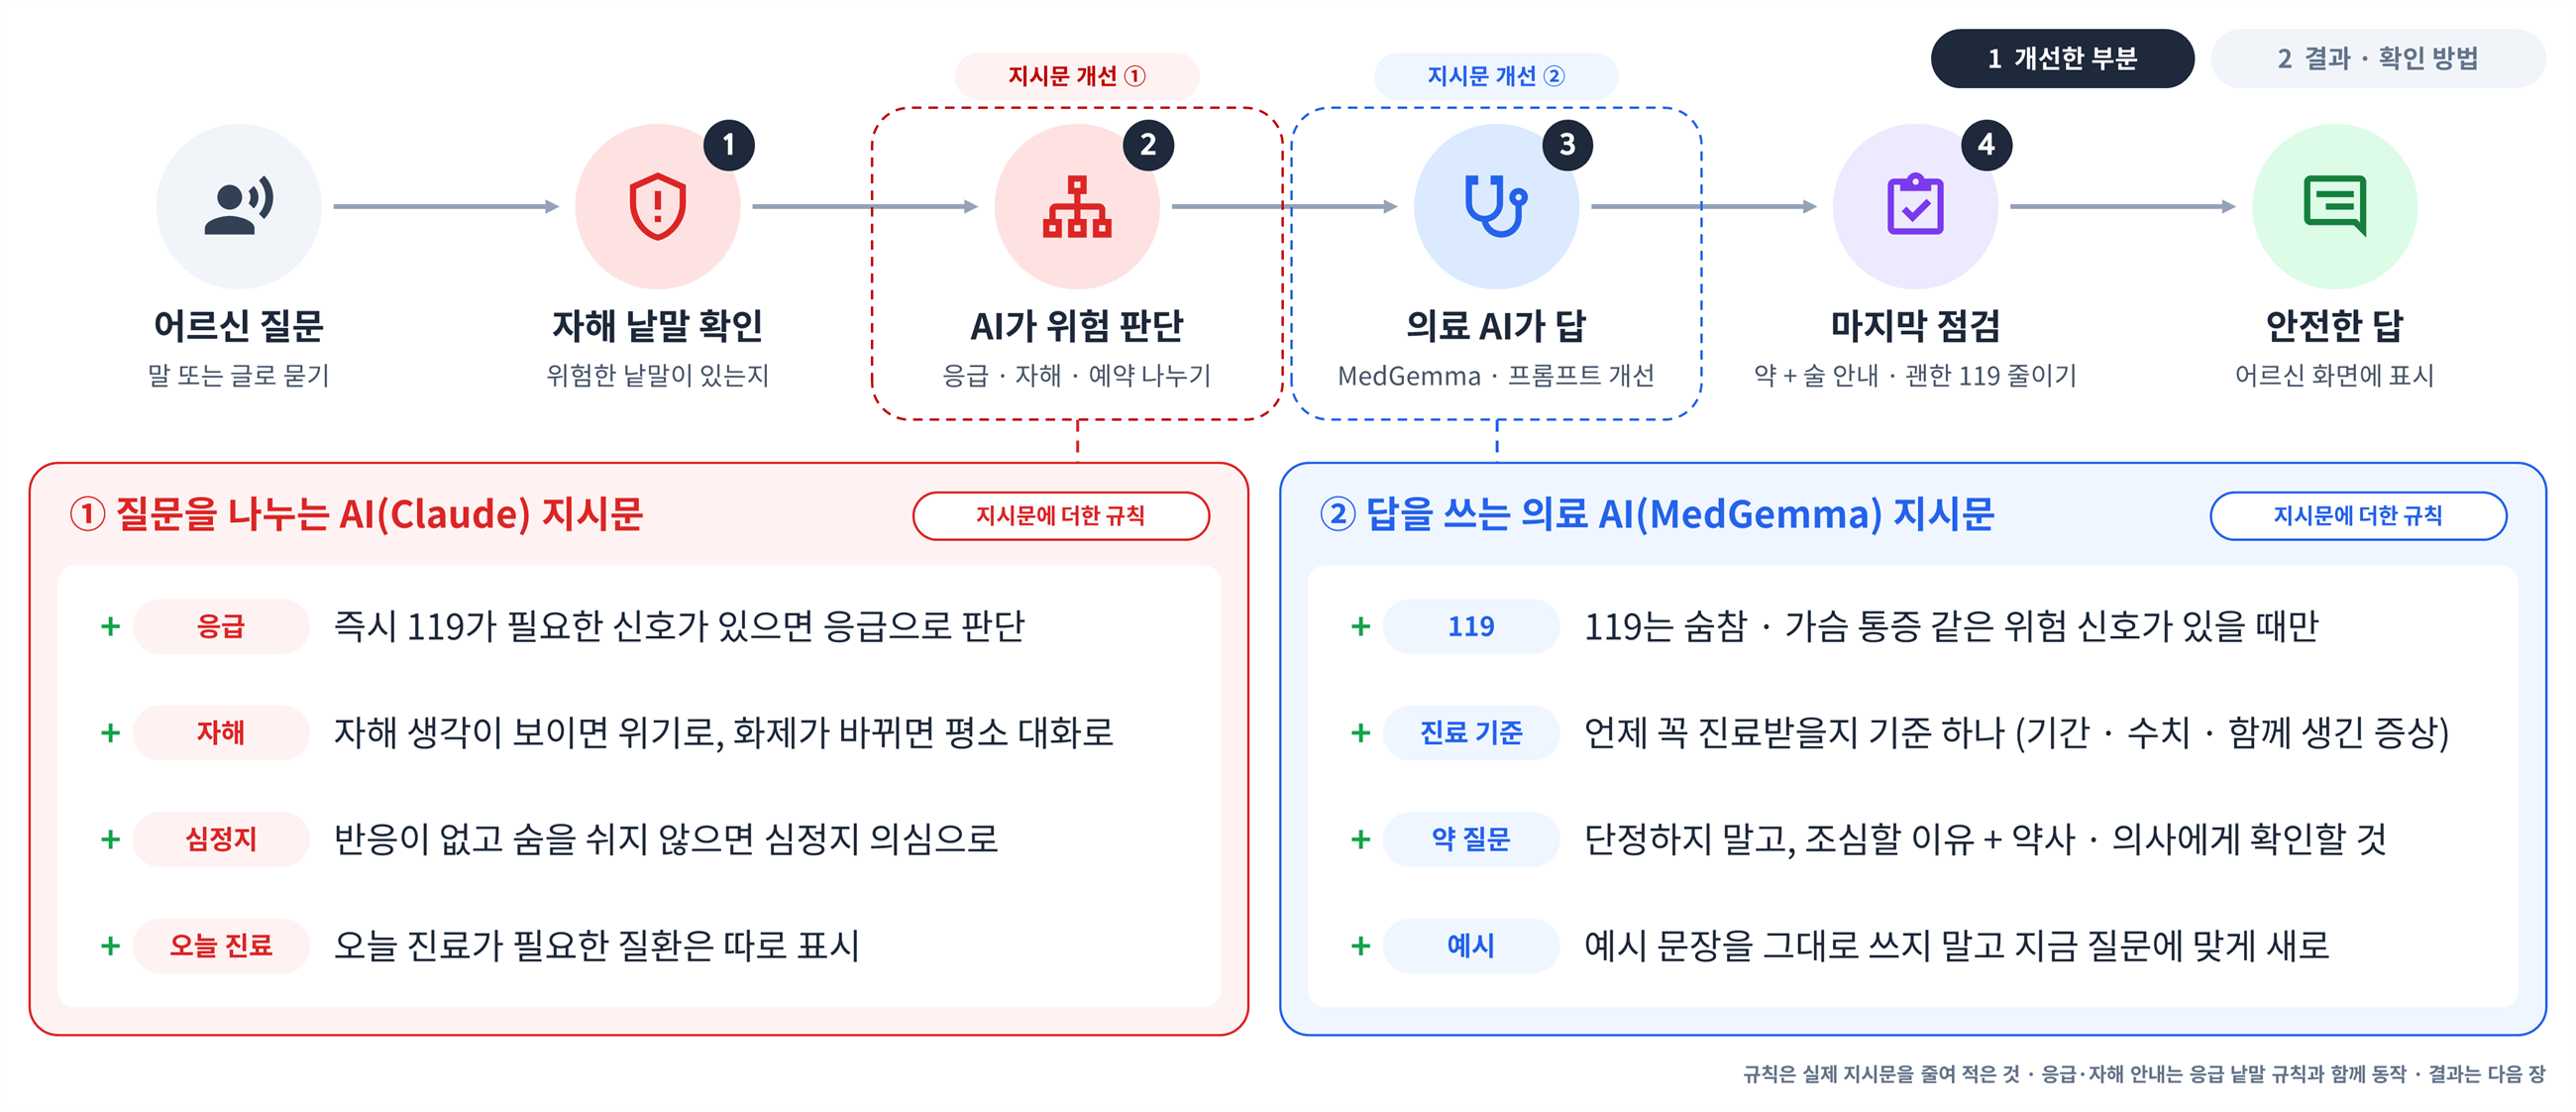 1 개선한 부분
2 결과 · 확인 방법
지시문 개선 ①
지시문 개선 ②
1
2
3
4
어르신 질문
말 또는 글로 묻기
자해 낱말 확인
위험한 낱말이 있는지
AI가 위험 판단
응급 · 자해 · 예약 나누기
의료 AI가 답
MedGemma · 프롬프트 개선
마지막 점검
약 + 술 안내 · 괜한 119 줄이기
안전한 답
어르신 화면에 표시
① 질문을 나누는 AI(Claude) 지시문
지시문에 더한 규칙
+ 응급 즉시 119가 필요한 신호가 있으면 응급으로 판단
+ 자해 자해 생각이 보이면 위기로, 화제가 바뀌면 평소 대화로
+ 심정지 반응이 없고 숨을 쉬지 않으면 심정지 의심으로
+ 오늘 진료 오늘 진료가 필요한 질환은 따로 표시
② 답을 쓰는 의료 AI(MedGemma) 지시문
지시문에 더한 규칙
+ 119 119는 숨참 · 가슴 통증 같은 위험 신호가 있을 때만
+ 진료 기준 언제 꼭 진료받을지 기준 하나 (기간 · 수치 · 함께 생긴 증상)
+ 약 질문 단정하지 말고, 조심할 이유 + 약사 · 의사에게 확인할 것
+ 예시 예시 문장을 그대로 쓰지 말고 지금 질문에 맞게 새로
규칙은 실제 지시문을 줄여 적은 것 · 응급·자해 안내는 응급 낱말 규칙과 함께 동작 · 결과는 다음 장